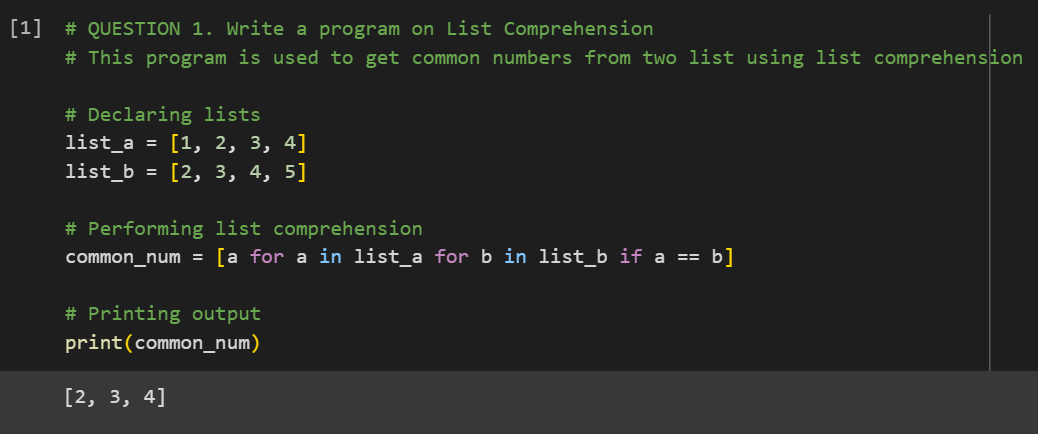 [1] # QUESTION 1. Write a program on List Comprehension
# This program is used to get common numbers from two list using list comprehension
# Declaring lists
list_a = [1, 2, 3, 4]
list_b = [2, 3, 4, 5]
# Performing list comprehension
common_num = [a for a in list_a for b in list_b if a == b]
# Printing output
print(common_num)
[2, 3, 4]